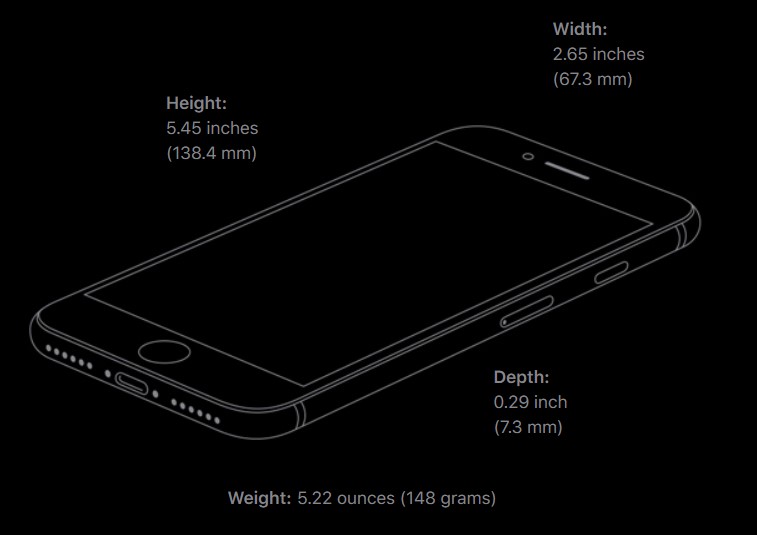 Width:
2.65 inches
(67.3 mm)
Height:
5.45 inches
(138.4 mm)
Depth:
0.29 inch
(7.3 mm)
Weight: 5.22 ounces (148 grams)